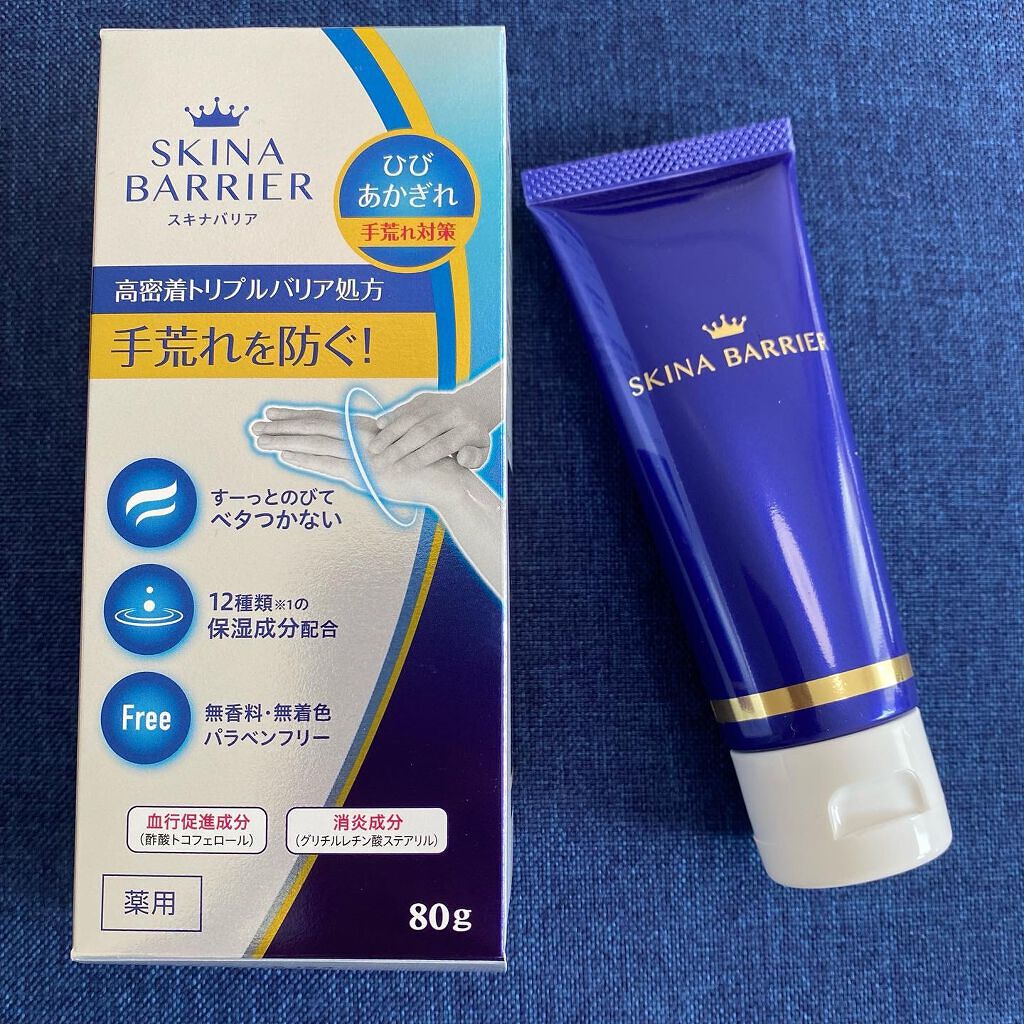 SKINA
BARRIER
スキナバリア
ひび
あかぎれ
手荒れ対策
高密着トリプルバリア処方
手荒れを防ぐ!
すーっとのびて
ベタつかない
12種類※1の
保湿成分配合
Free
無香料・無着色
パラベンフリー
血行促進成分
(酢酸トコフェロール)
消炎成分
(グリチルレチン酸ステアリル)
薬用
80g
SKINA BARRIER